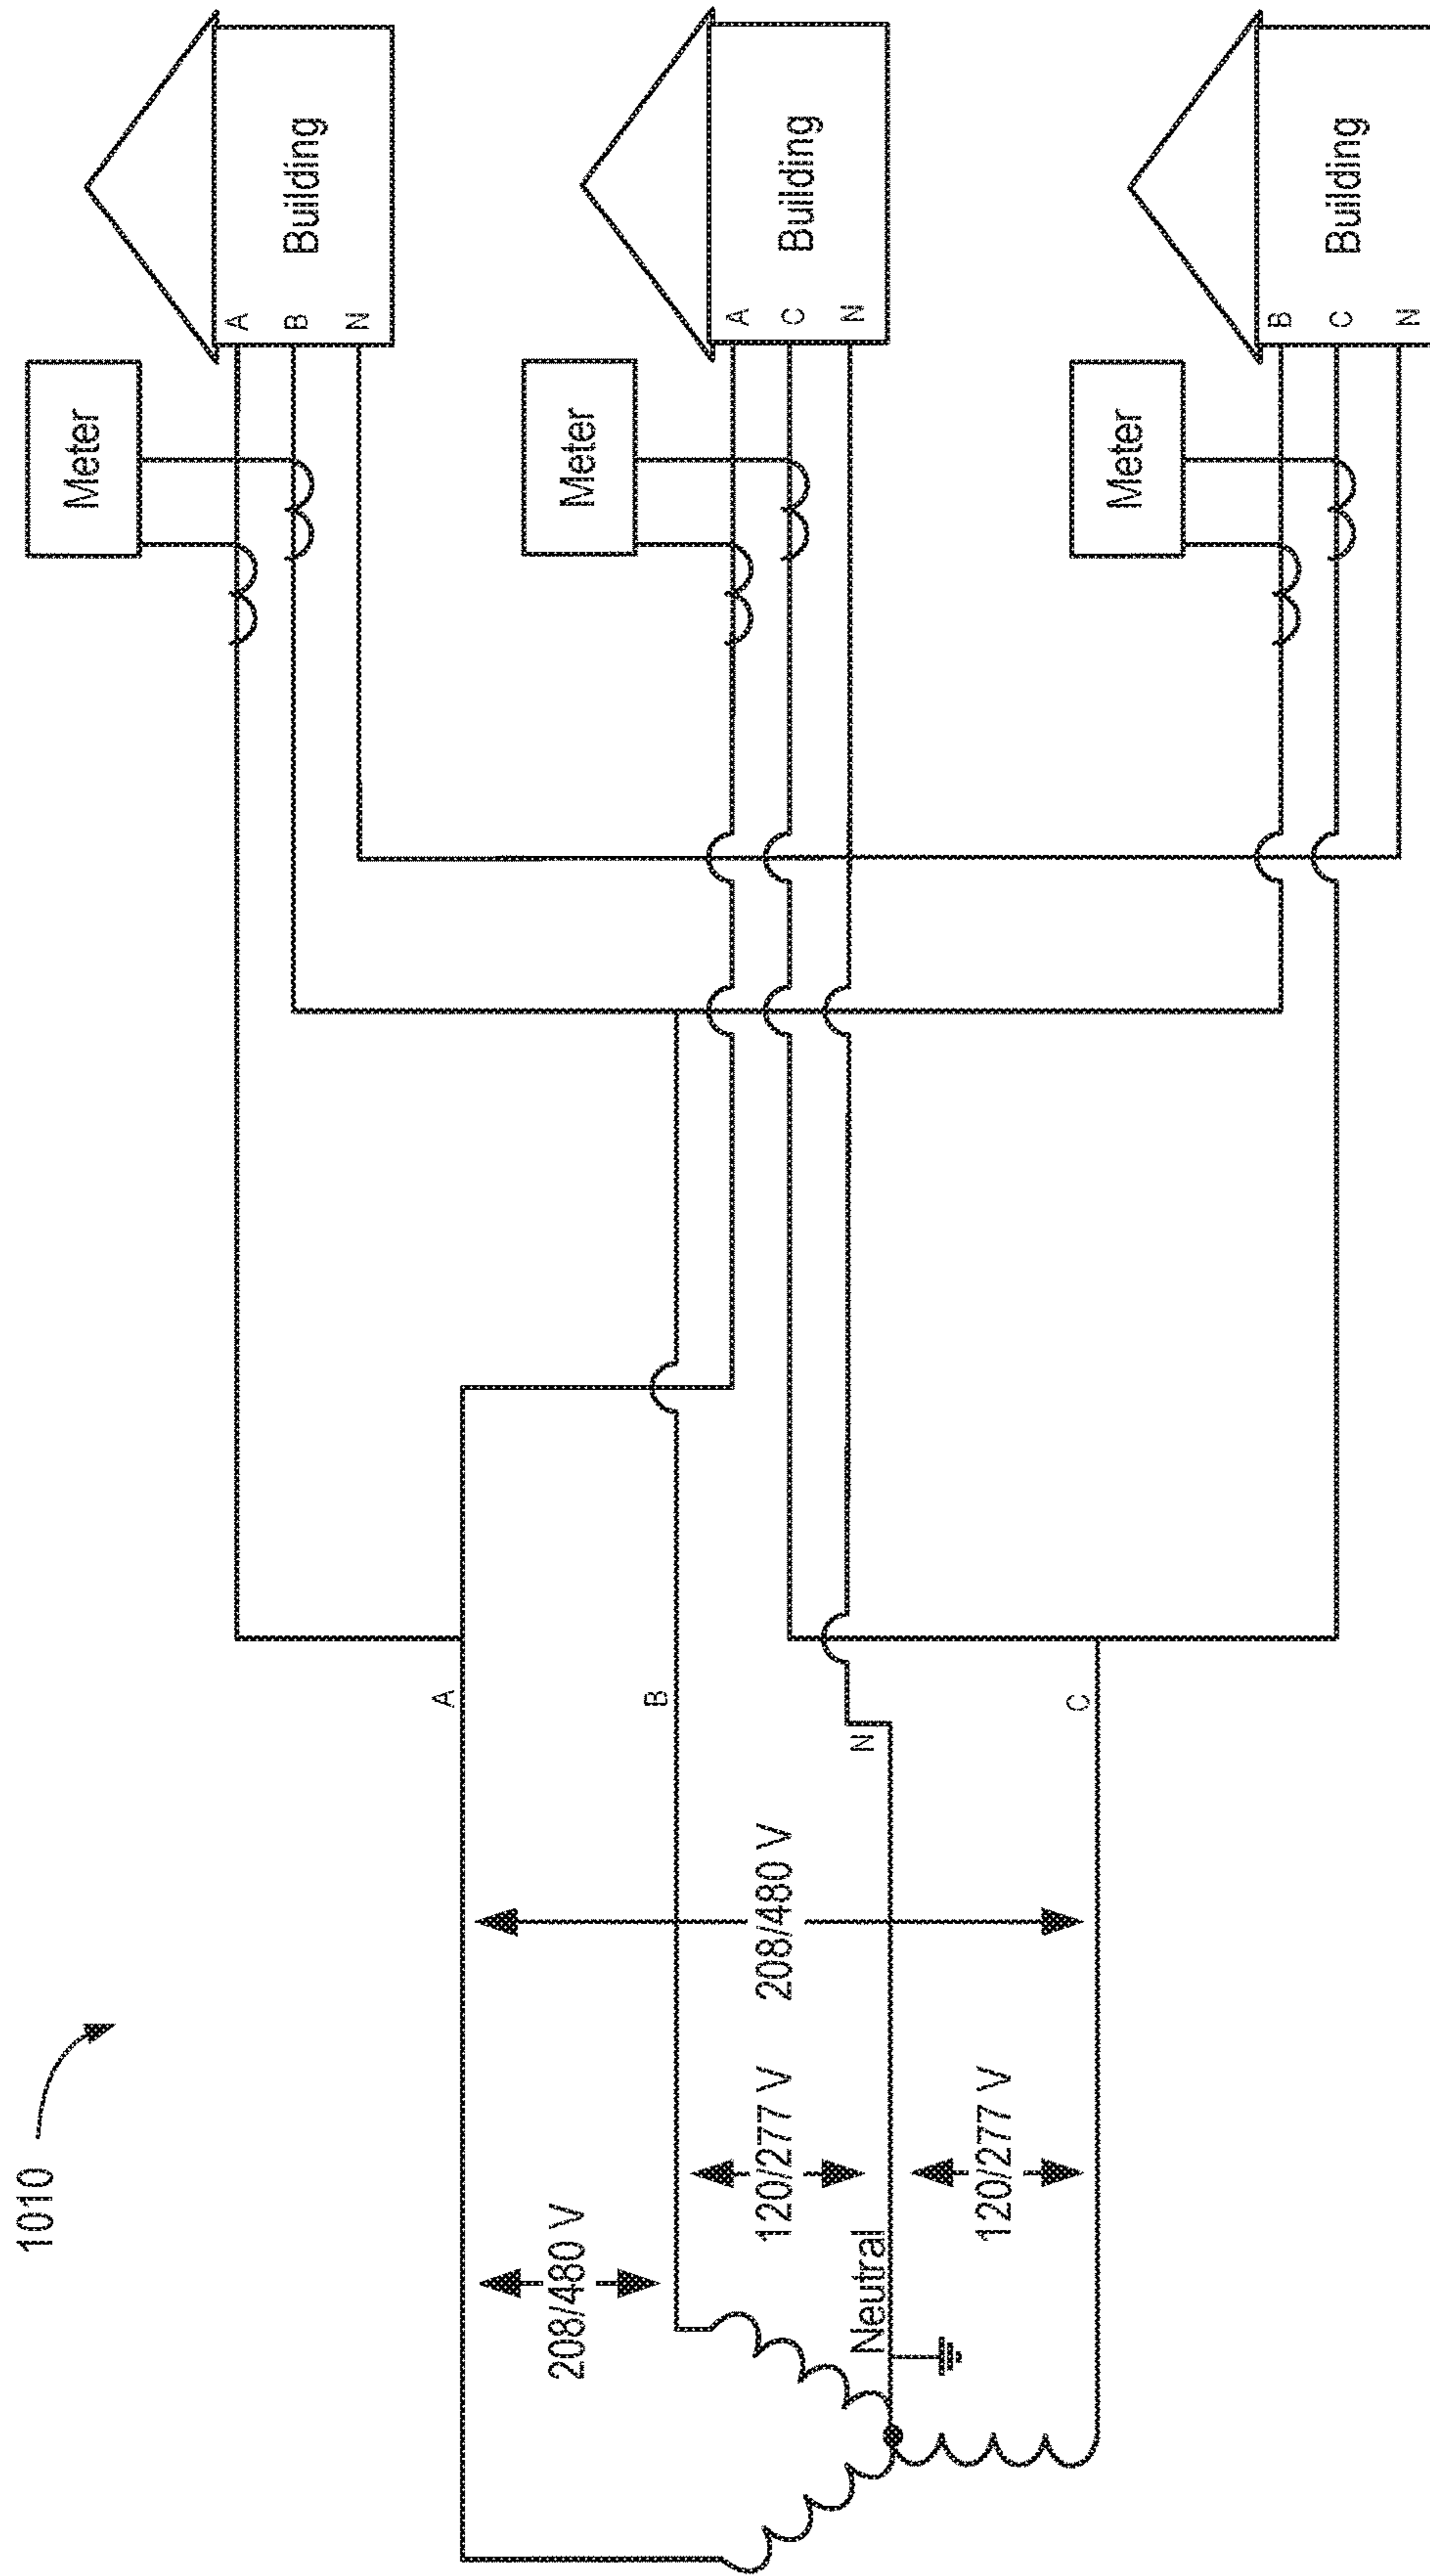 1010
208/480 V
120/277 V
120/277 V
208/480 V
Neutral
A
B
N
C
Meter
A
B
N
Building
Meter
A
C
N
Building
Meter
B
C
N
Building